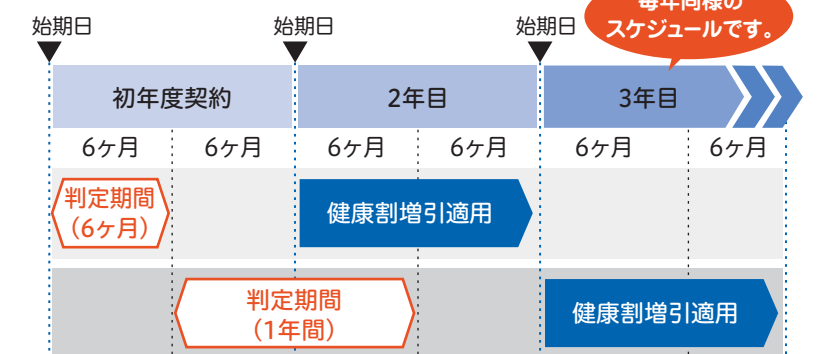 毎年同様の
スケジュールです。
始期日 始期日 始期日
初年度契約 2年目 3年目
6ヶ月 6ヶ月 6ヶ月 6ヶ月 6ヶ月 6ヶ月
判定期間
（6ヶ月）
健康割増引適用
判定期間
（1年間）
健康割増引適用